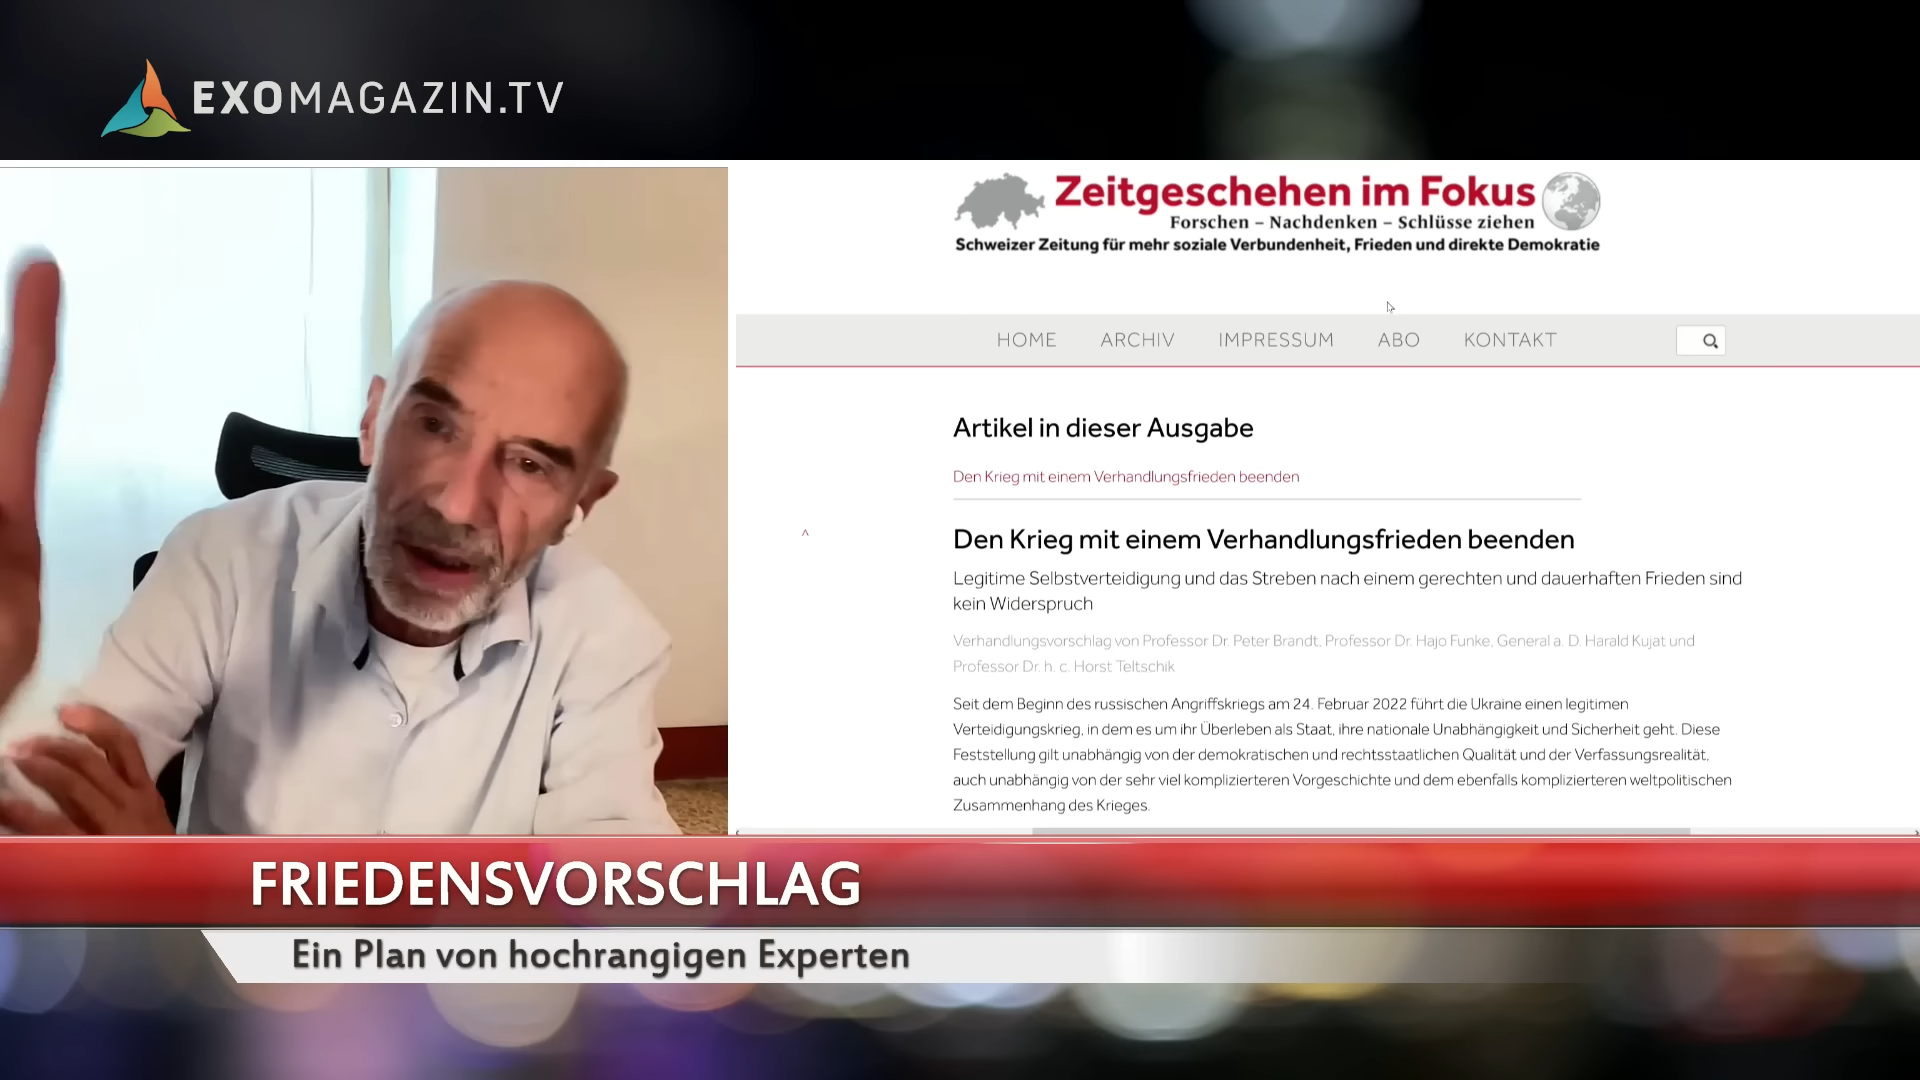 EXOMAGAZIN.TV
Zeitgeschehen im Fokus
Forschen – Nachdenken – Schlüsse ziehen
Schweizer Zeitung für mehr soziale Verbundenheit, Frieden und direkte Demokratie
HOME ARCHIV IMPRESSUM ABO KONTAKT
Artikel in dieser Ausgabe
Den Krieg mit einem Verhandlungsfrieden beenden
Den Krieg mit einem Verhandlungsfrieden beenden
Legitime Selbstverteidigung und das Streben nach einem gerechten und dauerhaften Frieden sind
kein Widerspruch
Verhandlungsvorschlag von Professor Dr. Peter Brandt, Professor Dr. Hajo Funke, General a. D. Harald Kujat und
Professor Dr. h. c. Horst Teltschik
Seit dem Beginn des russischen Angriffskriegs am 24. Februar 2022 führt die Ukraine einen legitimen
Verteidigungskrieg, in dem es um ihr Überleben als Staat, ihre nationale Unabhängigkeit und Sicherheit geht. Diese
Feststellung gilt unabhängig von der demokratischen und rechtsstaatlichen Qualität und der Verfassungsrealität,
auch unabhängig von der sehr viel komplizierteren Vorgeschichte und dem ebenfalls komplizierteren weltpolitischen
Zusammenhang des Krieges.
FRIEDENSVORSCHLAG
Ein Plan von hochrangigen Experten